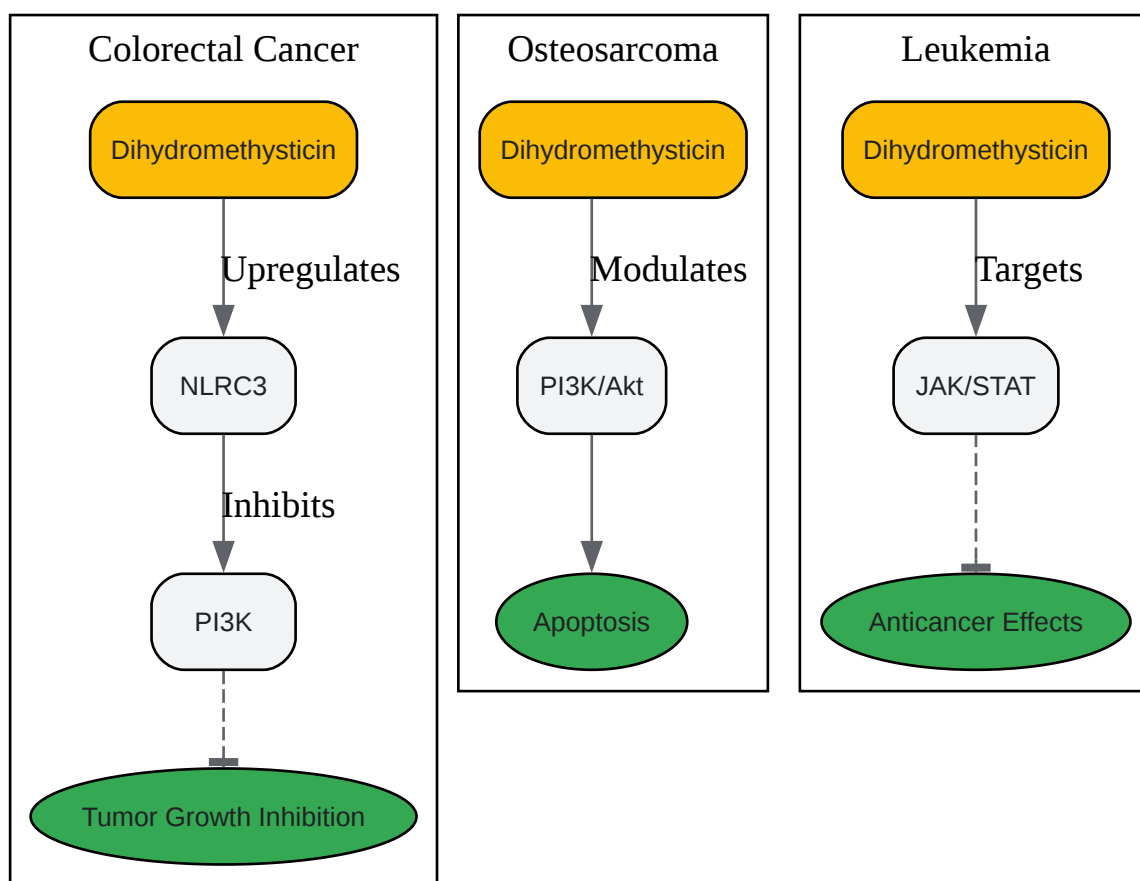 Colorectal Cancer
Dihydromethysticin
Upregulates
NLRC3
Inhibits
PI3K
Tumor Growth Inhibition
Osteosarcoma
Dihydromethysticin
Modulates
PI3K/Akt
Apoptosis
Leukemia
Dihydromethysticin
Targets
JAK/STAT
Anticancer Effects